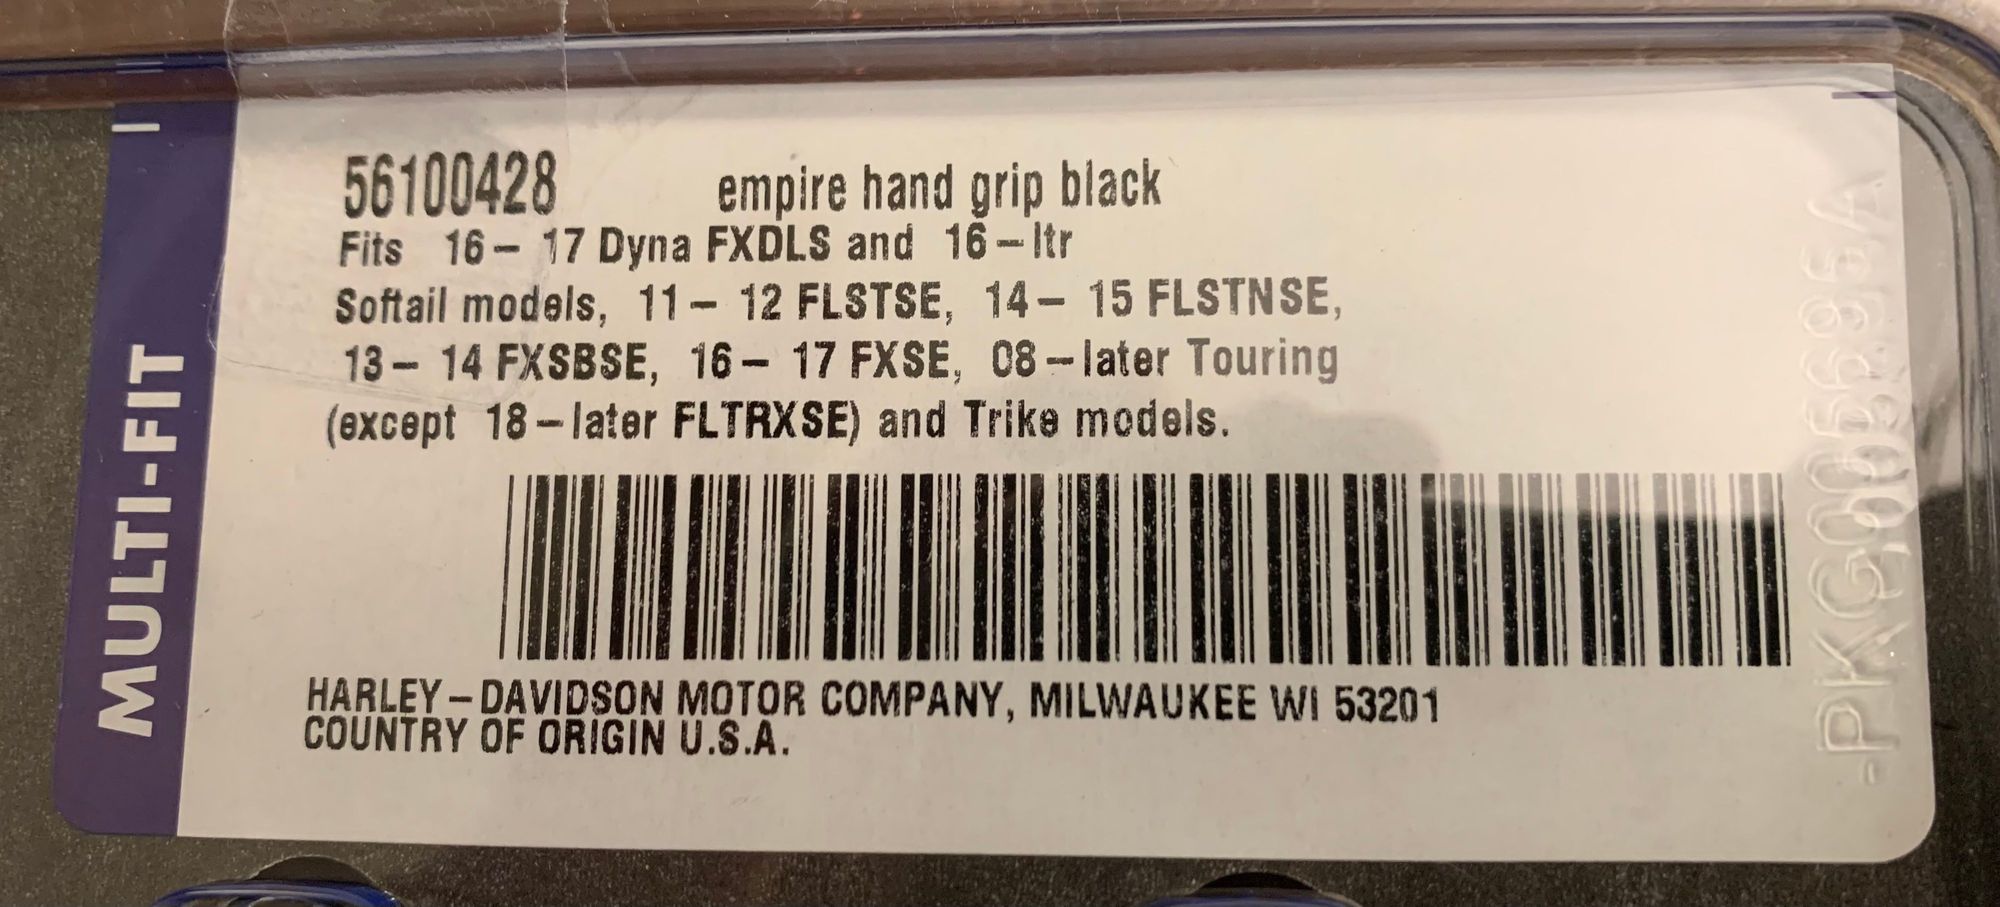 MULTI-FIT
56100428 empire hand grip black
Fits 16 – 17 Dyna FXDLS and 16 – ltr
Softail models, 11 – 12 FLSTSE, 14 – 15 FLSTNSE,
13 – 14 FXSBSE, 16 – 17 FXSE, 08 – later Touring
(except 18 – later FLTRXSE) and Trike models.
HARLEY – DAVIDSON MOTOR COMPANY, MILWAUKEE WI 53201
COUNTRY OF ORIGIN U.S.A.